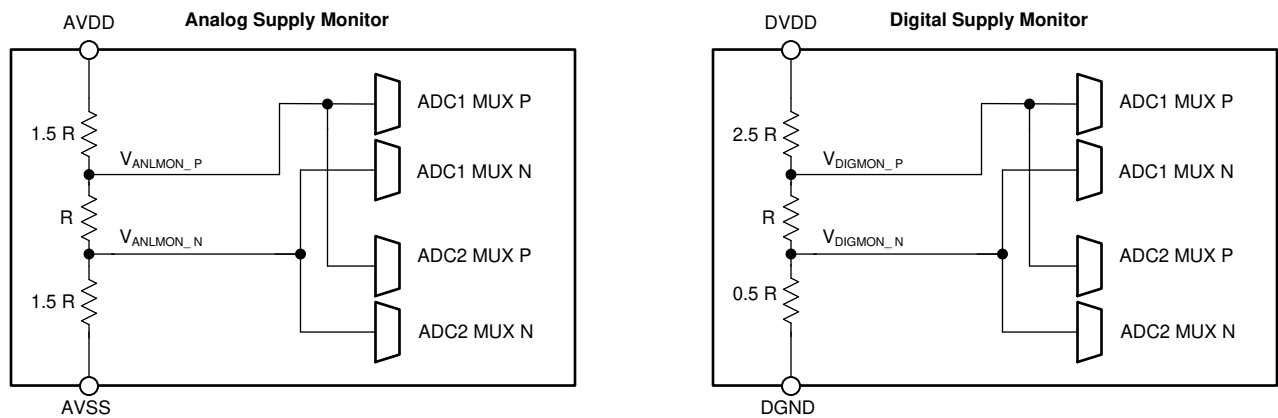 Analog Supply Monitor
AVDD
1.5 R
V_ANLMON_P
R
V_ANLMON_N
1.5 R
AVSS
ADC1 MUX P
ADC1 MUX N
ADC2 MUX P
ADC2 MUX N
Digital Supply Monitor
DVDD
2.5 R
V_DIGMON_P
R
V_DIGMON_N
0.5 R
DGND
ADC1 MUX P
ADC1 MUX N
ADC2 MUX P
ADC2 MUX N